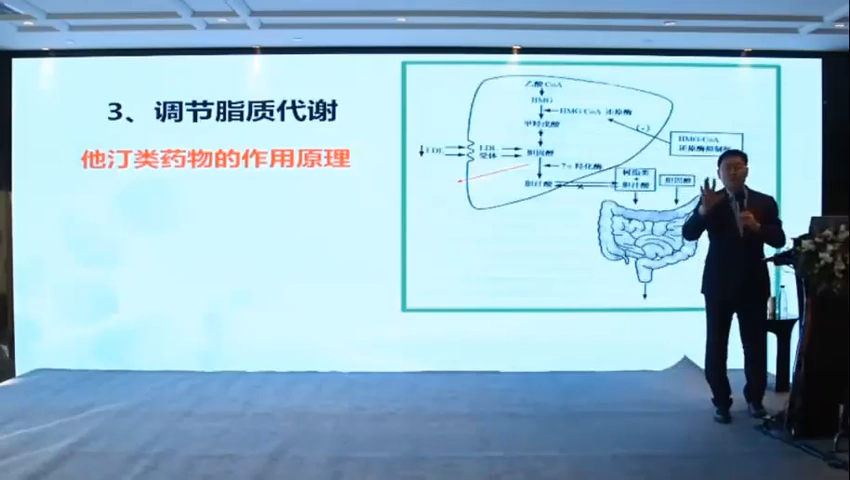 3、调节脂质代谢
他汀类药物的作用原理
乙酸CoA
HMG
HMG-CoA 还原酶
甲羟戊酸
(-)
HMG-CoA
还原酶抑制剂
↓LDL
LDL
受体
胆固醇
7α 羟化酶
胆汁酸
树脂类
+
胆汁酸
胆固醇